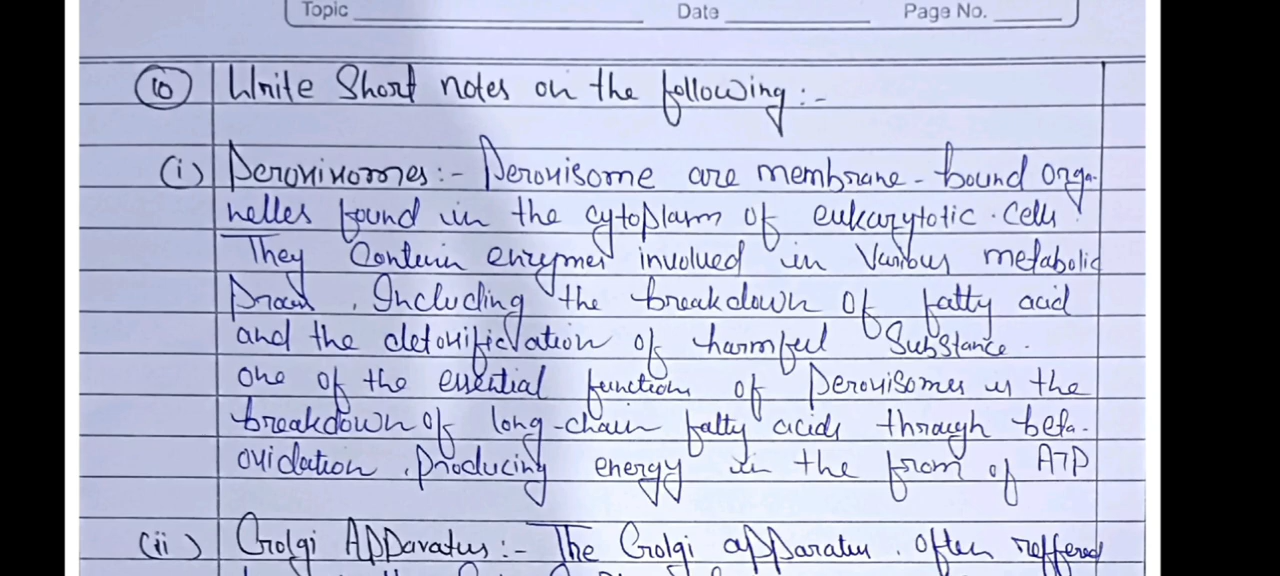 Topic Date Page No.
10 Write Short notes on the following:-
(i) Peroxisomes:- Peroxisome are membrane-bound orga-
nelles found in the cytoplasm of eukaryotic cells.
They contain enzymes involved in various metabolic
Including the breakdown of fatty acid
and the detoxification of harmful Substance.
one of the essential function of Peroxisomes is the
breakdown of long-chain fatty acids through beta-
oxidation, producing energy in the from of ATP
(ii) Golgi Apparatus:- The Golgi apparatus, often reffered